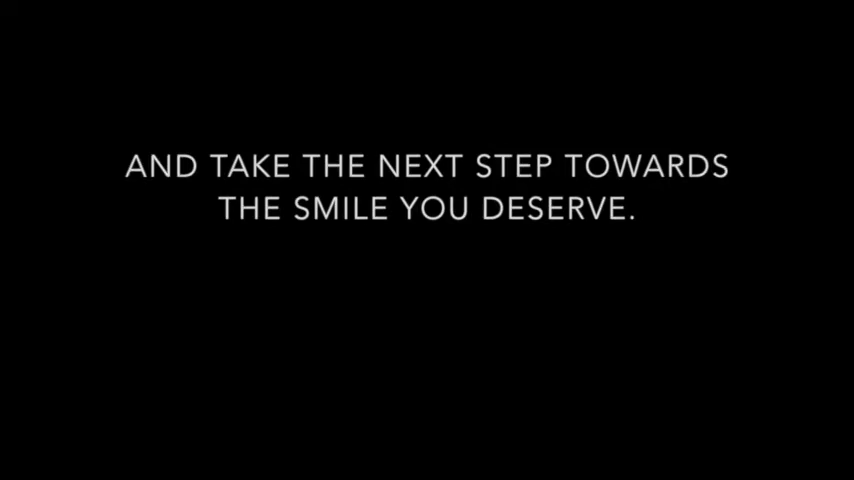 AND TAKE THE NEXT STEP TOWARDS
THE SMILE YOU DESERVE.